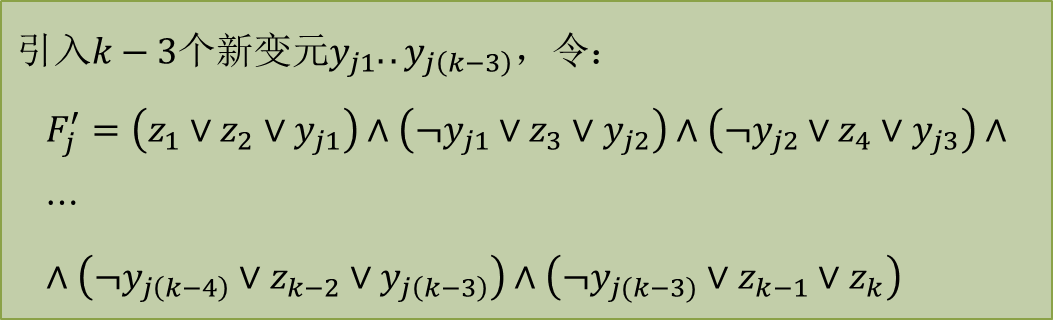 引入k − 3个新变元y_{j1}..y_{j(k−3)}，令：
F′_j = (z_1 ∨ z_2 ∨ y_{j1}) ∧ (¬y_{j1} ∨ z_3 ∨ y_{j2}) ∧ (¬y_{j2} ∨ z_4 ∨ y_{j3}) ∧
…
∧ (¬y_{j(k−4)} ∨ z_{k−2} ∨ y_{j(k−3)}) ∧ (¬y_{j(k−3)} ∨ z_{k−1} ∨ z_k)